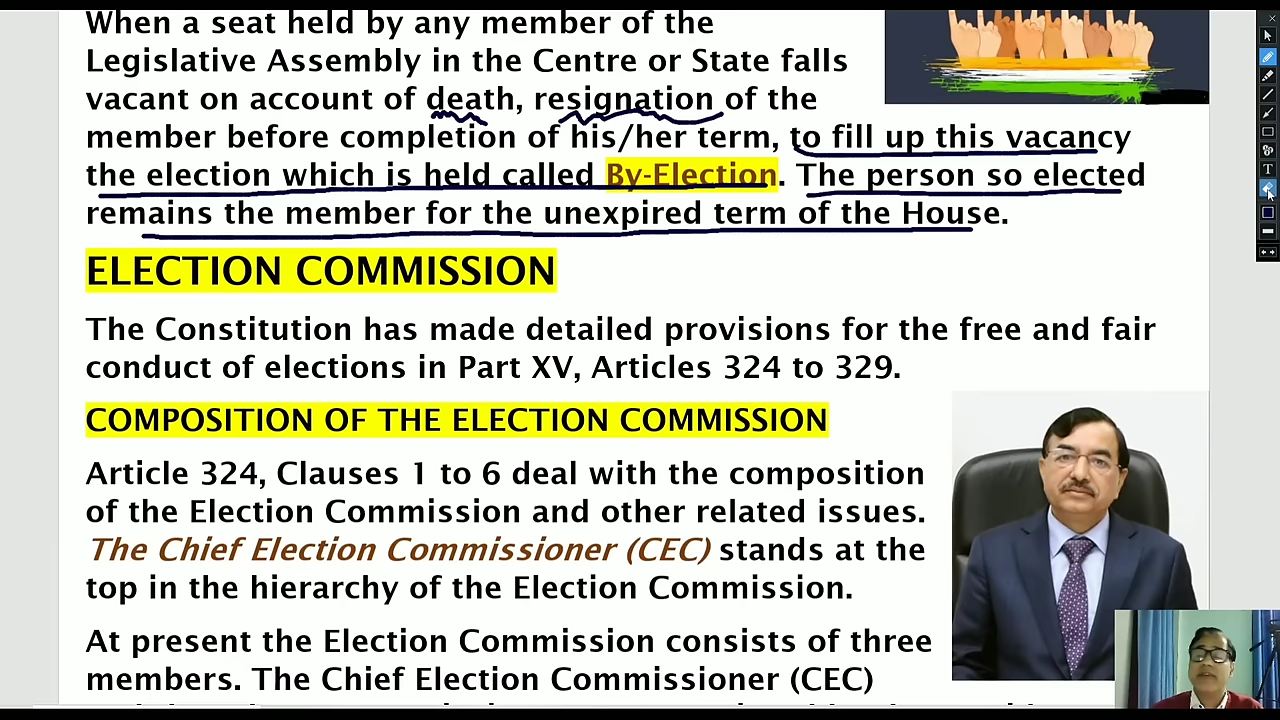 When a seat held by any member of the
Legislative Assembly in the Centre or State falls
vacant on account of death, resignation of the
member before completion of his/her term, to fill up this vacancy
the election which is held called By-Election. The person so elected
remains the member for the unexpired term of the House.
ELECTION COMMISSION
The Constitution has made detailed provisions for the free and fair
conduct of elections in Part XV, Articles 324 to 329.
COMPOSITION OF THE ELECTION COMMISSION
Article 324, Clauses 1 to 6 deal with the composition
of the Election Commission and other related issues.
The Chief Election Commissioner (CEC) stands at the
top in the hierarchy of the Election Commission.
At present the Election Commission consists of three
members. The Chief Election Commissioner (CEC)